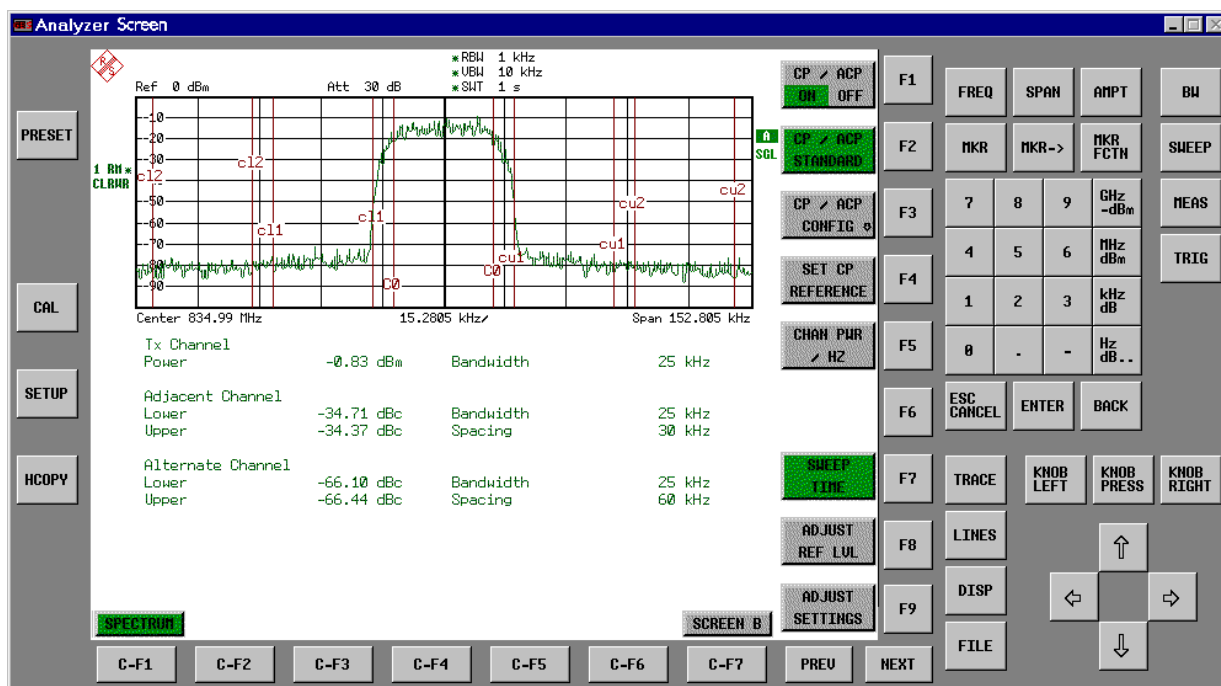 Analyzer Screen
R S
*RBW 1 kHz
*VBW 10 kHz
Ref 0 dBm Att 30 dB *SWT 1 s
-10
-20
-30
-50
-60
-70
-80
-90
1 RM*
CLRWR
A
SGL
cl2
cl2
cl1
cl1
C0
C0
cu1
cu1
cu2
cu2
Center 834.99 MHz 15.2805 kHz/ Span 152.805 kHz
Tx Channel
Power -0.83 dBm Bandwidth 25 kHz
Adjacent Channel
Lower -34.71 dBc Bandwidth 25 kHz
Upper -34.37 dBc Spacing 30 kHz
Alternate Channel
Lower -66.10 dBc Bandwidth 25 kHz
Upper -66.44 dBc Spacing 60 kHz
SPECTRUM
SCREEN B
PRESET
CAL
SETUP
HCOPY
CP / ACP
ON OFF
CP / ACP
STANDARD
CP / ACP
CONFIG
SET CP
REFERENCE
CHAN PWR
/ HZ
SWEEP
TIME
ADJUST
REF LVL
ADJUST
SETTINGS
F1
F2
F3
F4
F5
F6
F7
F8
F9
FREQ SPAN AMPT BW
MKR MKR-> MKR FCTN SWEEP
7 8 9 GHz -dBm MEAS
4 5 6 MHz dBm TRIG
1 2 3 kHz dB
0 . - Hz dB..
ESC CANCEL ENTER BACK
TRACE KNOB LEFT KNOB PRESS KNOB RIGHT
LINES
DISP
FILE
C-F1 C-F2 C-F3 C-F4 C-F5 C-F6 C-F7 PREV NEXT